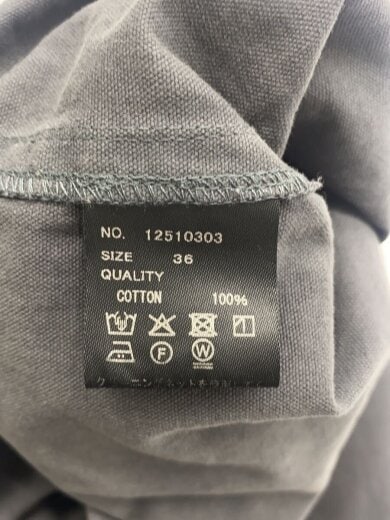 NO. 12510303
SIZE 36
QUALITY
COTTON 100%
F W